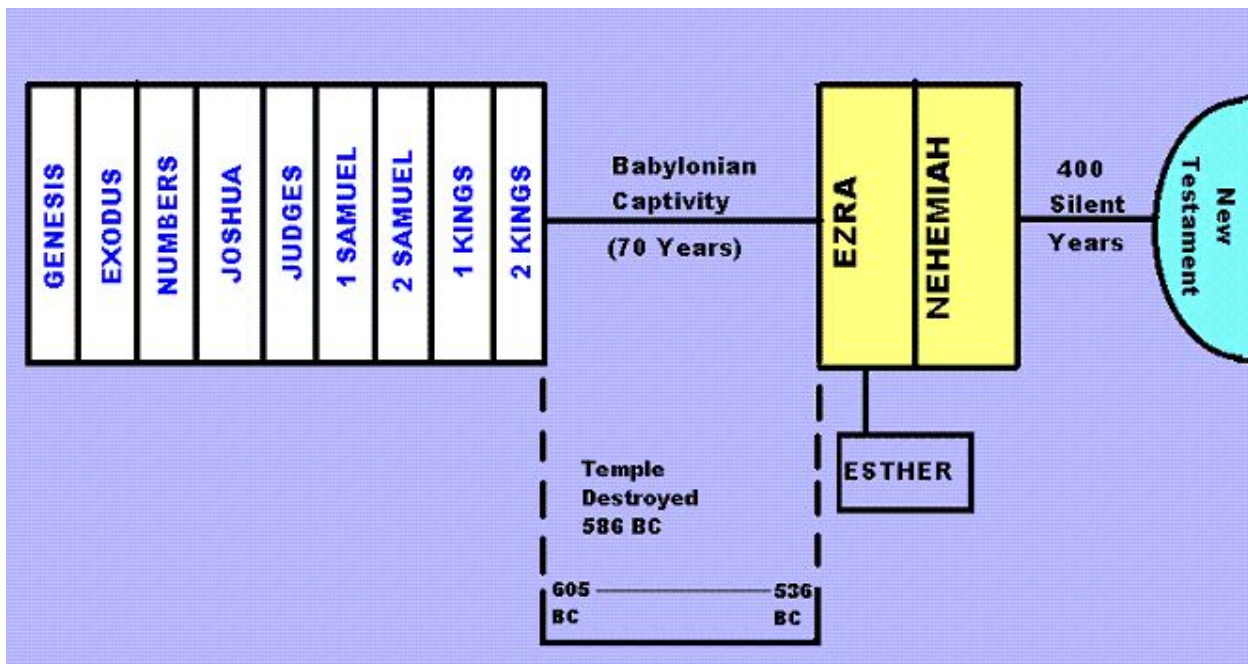 GENESIS
EXODUS
NUMBERS
JOSHUA
JUDGES
1 SAMUEL
2 SAMUEL
1 KINGS
2 KINGS
Babylonian
Captivity
(70 Years)
EZRA
NEHEMIAH
400
Silent
Years
New
Testament
ESTHER
Temple
Destroyed
586 BC
605
BC
536
BC